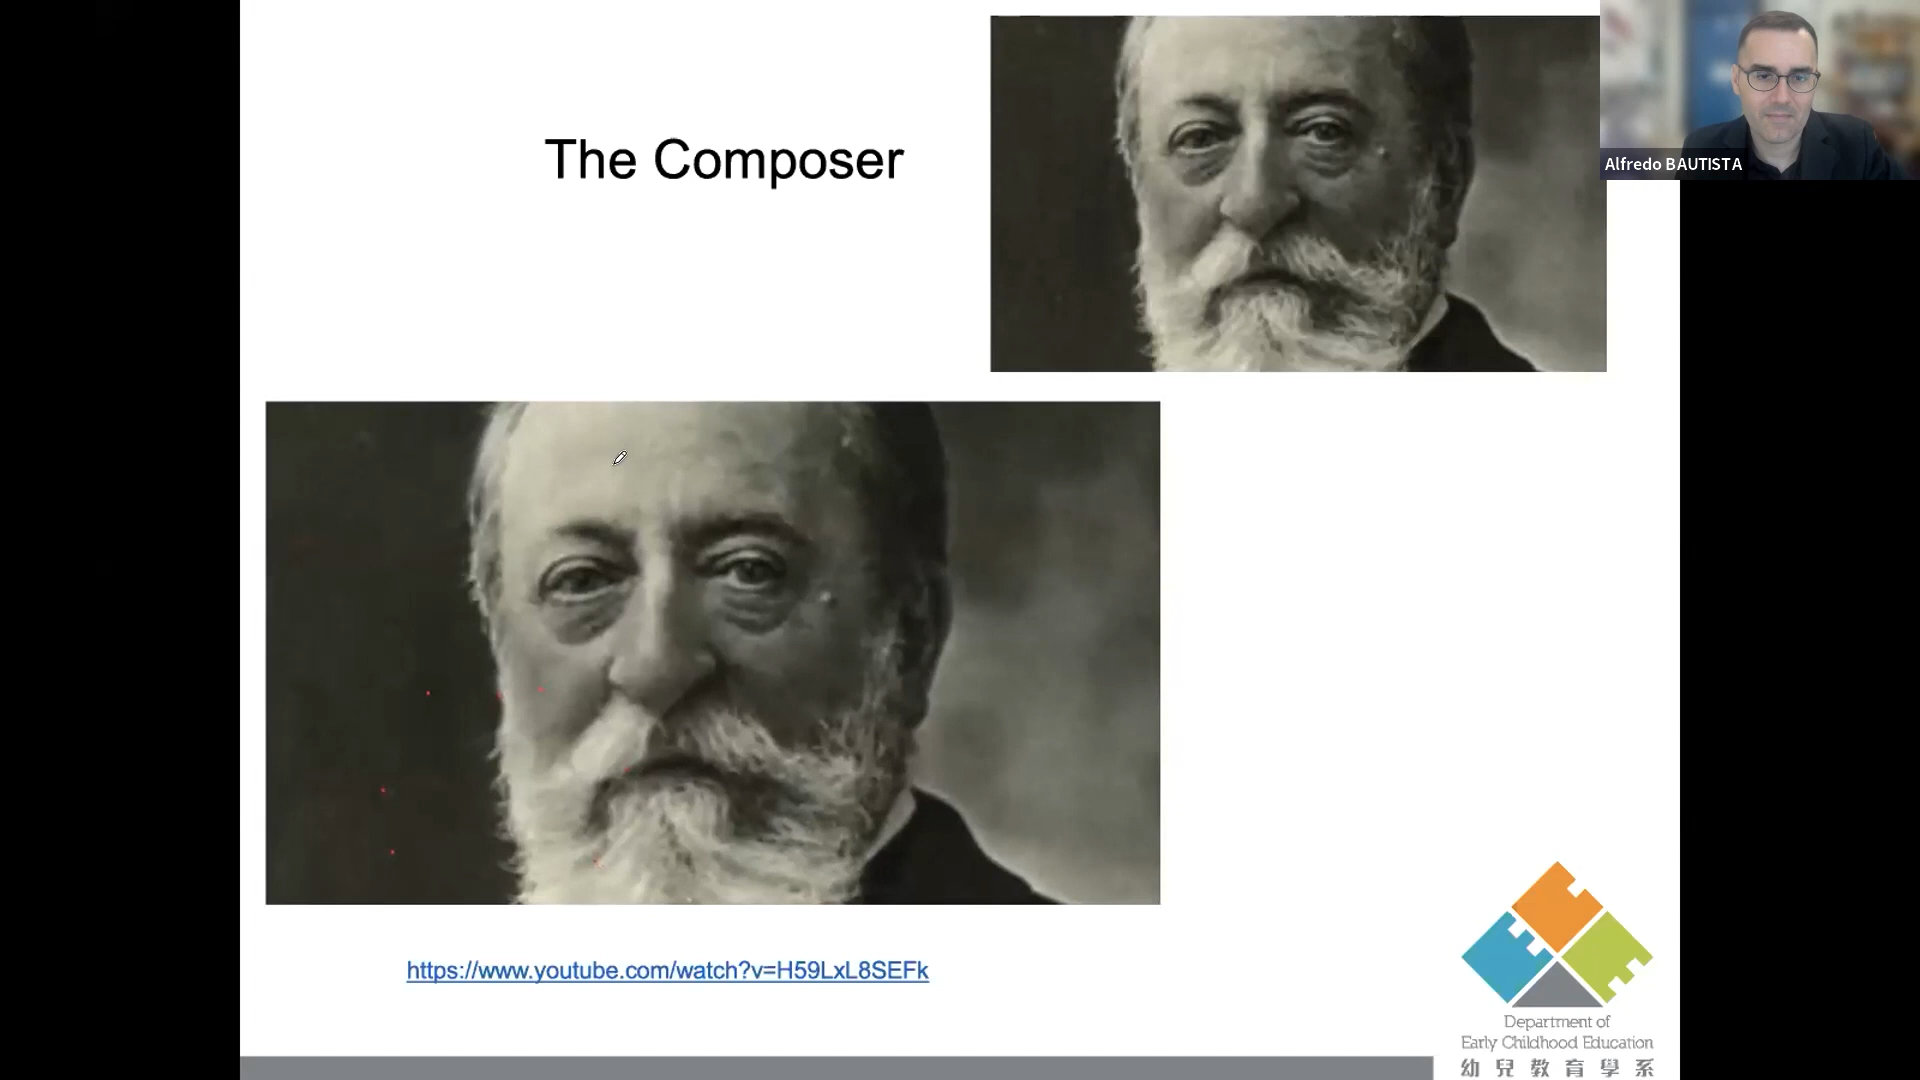 The Composer
Alfredo BAUTISTA
https://www.youtube.com/watch?v=H59LxL8SEFk
Department of
Early Childhood Education
幼兒教育學系